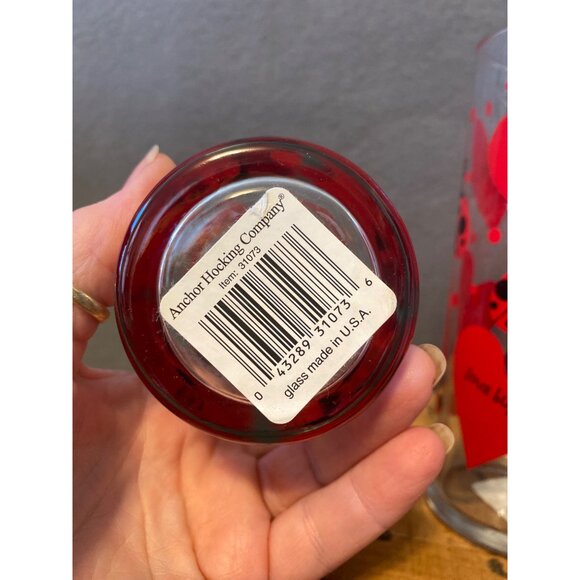 Anchor Hocking Company®
Item: 31073
0 43289 31073 6
glass made in U.S.A.